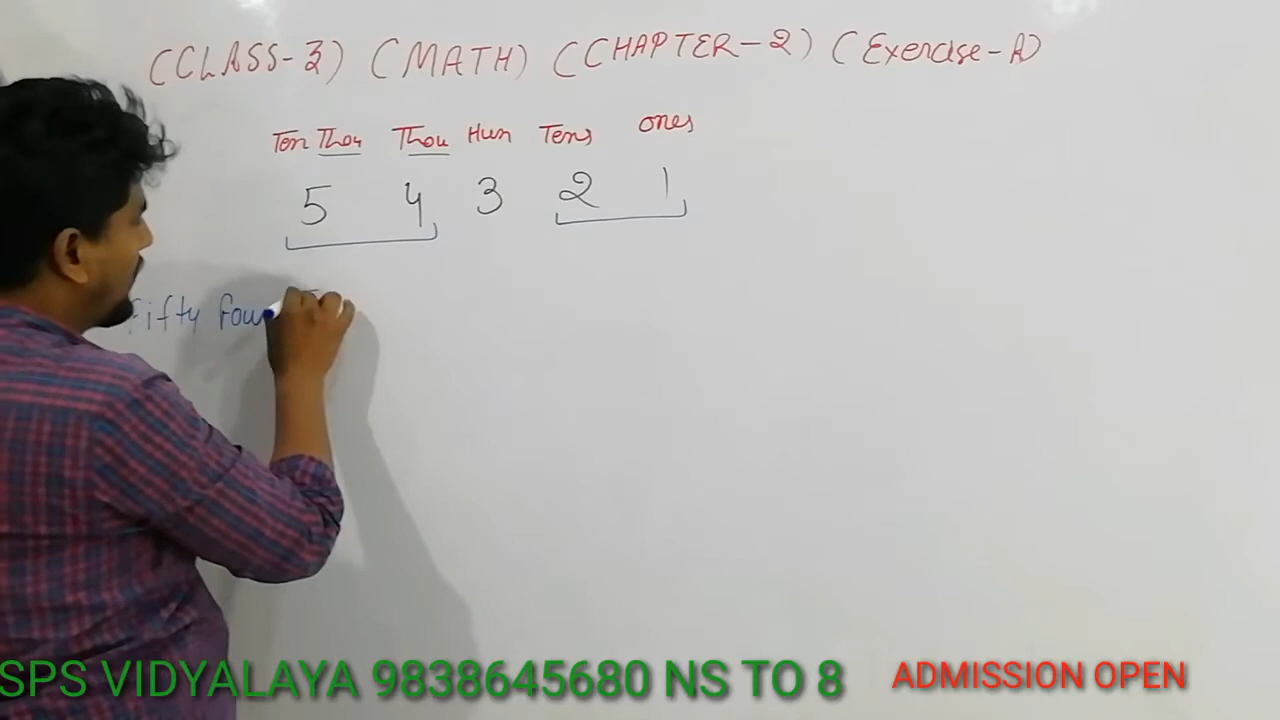 (CLASS-3) (MATH) (CHAPTER-2) (Exercise-A)
Ten Thou Thou Hun Tens ones
5 4 3 2 1
fifty fou
SPS VIDYALAYA 9838645680 NS TO 8 ADMISSION OPEN